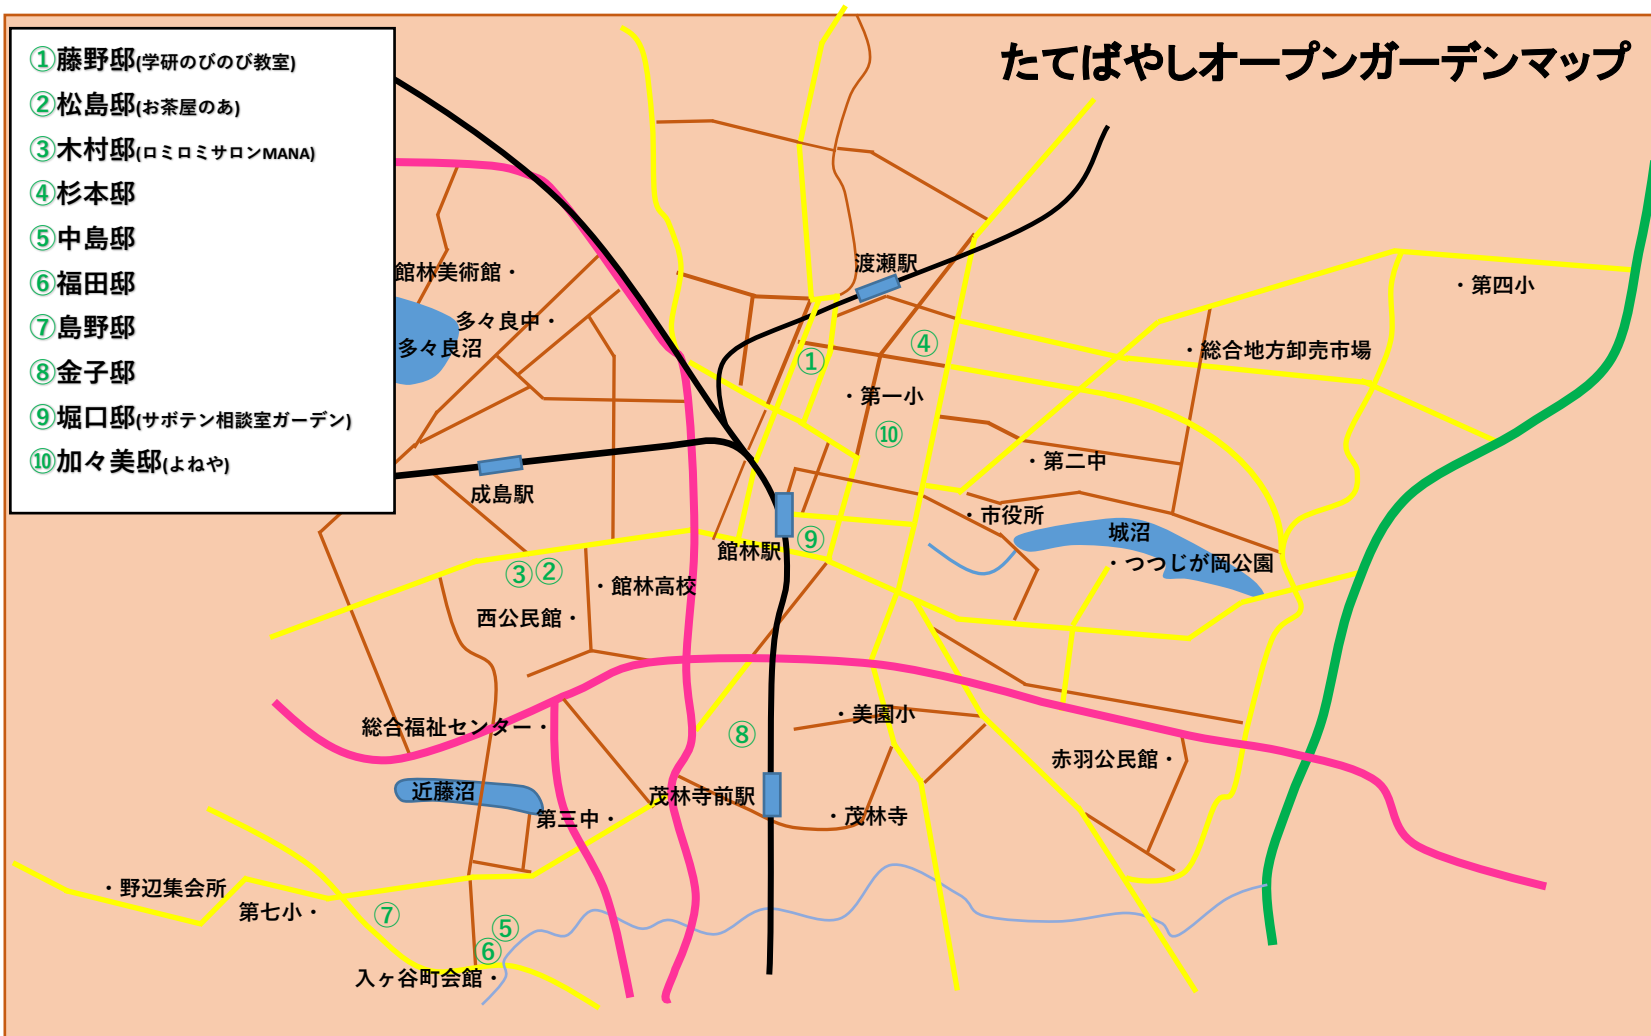 たてばやしオープンガーデンマップ
①藤野邸(学研のびのび教室)
②松島邸(お茶屋のあ)
③木村邸(ロミロミサロンMANA)
④杉本邸
⑤中島邸
⑥福田邸
⑦島野邸
⑧金子邸
⑨堀口邸(サボテン相談室ガーデン)
⑩加々美邸(よねや)
渡瀬駅
館林美術館・
・第四小
多々良中・
多々良沼
④
・総合地方卸売市場
①
・第一小
⑩
・第二中
成島駅
・市役所
城沼
館林駅
⑨
・つつじが岡公園
③
②
・館林高校
西公民館・
総合福祉センター・
⑧
・美園小
赤羽公民館・
近藤沼
茂林寺前駅
第三中・
・茂林寺
・野辺集会所
第七小・
⑦
⑤
⑥
入ヶ谷町会館・